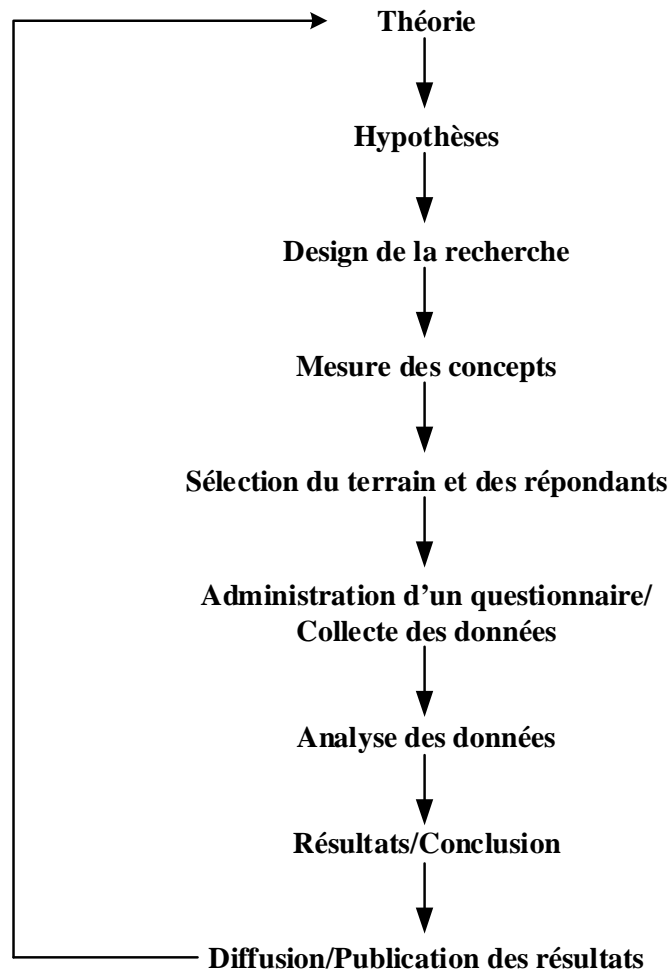 Théorie
Hypothèses
Design de la recherche
Mesure des concepts
Sélection du terrain et des répondants
Administration d’un questionnaire/
Collecte des données
Analyse des données
Résultats/Conclusion
Diffusion/Publication des résultats